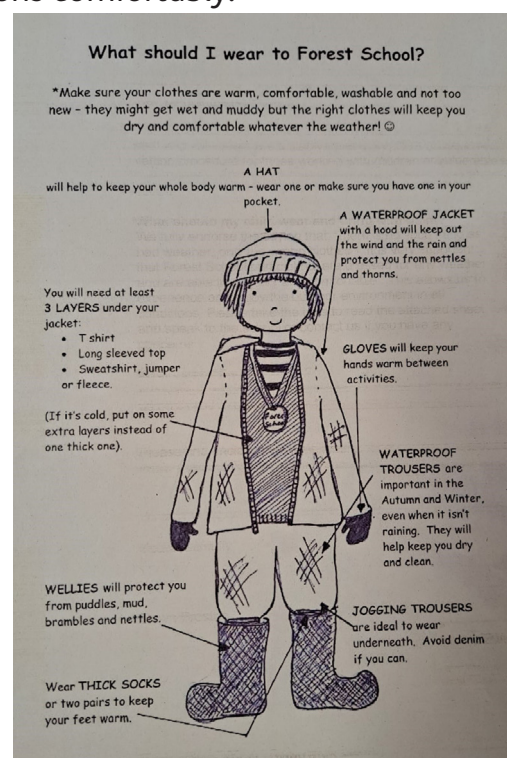 What should I wear to Forest School?
*Make sure your clothes are warm, comfortable, washable and not too
new - they might get wet and muddy but the right clothes will keep you
dry and comfortable whatever the weather! ☺
A HAT
will help to keep your whole body warm - wear one or make sure you have one in your
pocket.
A WATERPROOF JACKET
with a hood will keep out
the wind and the rain and
protect you from nettles
and thorns.
You will need at least
3 LAYERS under your
jacket:
• T shirt
• Long sleeved top
• Sweatshirt, jumper
or fleece.
(If it's cold, put on some
extra layers instead of
one thick one).
GLOVES will keep your
hands warm between
activities.
Forest
School
WATERPROOF
TROUSERS are
important in the
Autumn and Winter,
even when it isn't
raining. They will
help keep you dry
and clean.
WELLIES will protect you
from puddles, mud,
brambles and nettles.
JOGGING TROUSERS
are ideal to wear
underneath. Avoid denim
if you can.
Wear THICK SOCKS
or two pairs to keep
your feet warm.